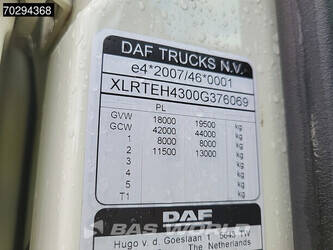 70294368
DAF TRUCKS N.V.
e4*2007/46*0001
XLRTEH4300G376069
PL
GVW 18000 19500 kg
GCW 42000 44000 kg
1 8000 8000 kg
2 11500 13000 kg
3 kg
4 kg
5 kg
T1 kg
DAF
BAS WORLD
Hugo v. d. Goeslaan 1 5643 TW
The Netherlands